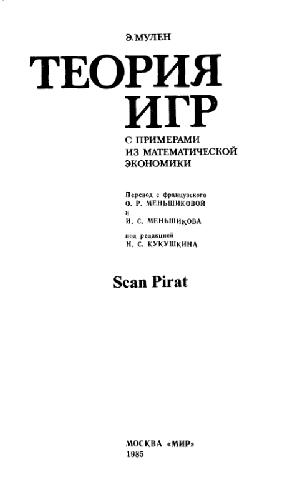 Э. МУЛЕН
ТЕОРИЯ
ИГР
С ПРИМЕРАМИ
ИЗ МАТЕМАТИЧЕСКОЙ
ЭКОНОМИКИ
Перевод с французского
О. Р. МЕНЬШИКОВОЙ
и
И. С. МЕНЬШИКОВА
под редакцией
Н. С. КУКУШКИНА
Scan Pirat
МОСКВА «МИР»
1985